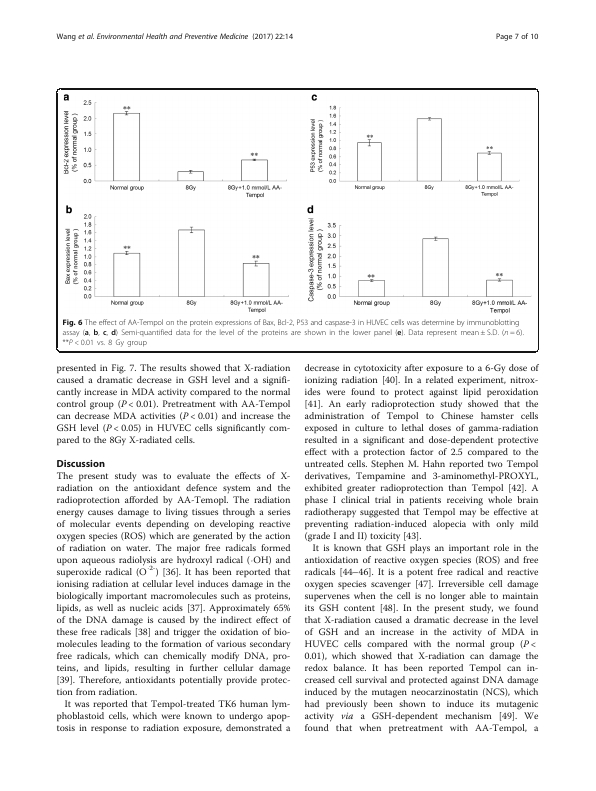 Wang et al. Environmental Health and Preventive Medicine (2017) 22:14
Page 7 of 10
a
Bcl-2 expression level
(% of normal group )
2.5
2.0
1.5
1.0
0.5
0.0
**
**
Normal group
8Gy
8Gy+1.0 mmol/L AA-
Tempol
c
P53 expression level
(% of normal group )
1.8
1.6
1.4
1.2
1.0
0.8
0.6
0.4
0.2
0.0
**
**
Normal group
8Gy
8Gy+1.0 mmol/L AA-
Tempol
b
Bax expression level
(% of normal group )
2.0
1.8
1.6
1.4
1.2
1.0
0.8
0.6
0.4
0.2
0.0
**
**
Normal group
8Gy
8Gy+1.0 mmol/L AA-
Tempol
d
Caspase-3 expression level
(% of normal group )
3.5
3.0
2.5
2.0
1.5
1.0
0.5
0.0
**
**
Normal group
8Gy
8Gy+1.0 mmol/L AA-
Tempol
Fig. 6 The effect of AA-Tempol on the protein expressions of Bax, Bcl-2, P53 and caspase-3 in HUVEC cells was determine by immunoblotting
assay (a, b, c, d) Semi-quantified data for the level of the proteins are shown in the lower panel (e). Data represent mean ± S.D. (n = 6).
**P < 0.01 vs. 8 Gy group
presented in Fig. 7. The results showed that X-radiation
caused a dramatic decrease in GSH level and a signifi-
cantly increase in MDA activity compared to the normal
control group (P < 0.01). Pretreatment with AA-Tempol
can decrease MDA activities (P < 0.01) and increase the
GSH level (P < 0.05) in HUVEC cells significantly com-
pared to the 8Gy X-radiated cells.
Discussion
The present study was to evaluate the effects of X-
radiation on the antioxidant defence system and the
radioprotection afforded by AA-Temopl. The radiation
energy causes damage to living tissues through a series
of molecular events depending on developing reactive
oxygen species (ROS) which are generated by the action
of radiation on water. The major free radicals formed
upon aqueous radiolysis are hydroxyl radical (·OH) and
superoxide radical (O·2-) [36]. It has been reported that
ionising radiation at cellular level induces damage in the
biologically important macromolecules such as proteins,
lipids, as well as nucleic acids [37]. Approximately 65%
of the DNA damage is caused by the indirect effect of
these free radicals [38] and trigger the oxidation of bio-
molecules leading to the formation of various secondary
free radicals, which can chemically modify DNA, pro-
teins, and lipids, resulting in further cellular damage
[39]. Therefore, antioxidants potentially provide protec-
tion from radiation.
It was reported that Tempol-treated TK6 human lym-
phoblastoid cells, which were known to undergo apop-
tosis in response to radiation exposure, demonstrated a
decrease in cytotoxicity after exposure to a 6-Gy dose of
ionizing radiation [40]. In a related experiment, nitrox-
ides were found to protect against lipid peroxidation
[41]. An early radioprotection study showed that the
administration of Tempol to Chinese hamster cells
exposed in culture to lethal doses of gamma-radiation
resulted in a significant and dose-dependent protective
effect with a protection factor of 2.5 compared to the
untreated cells. Stephen M. Hahn reported two Tempol
derivatives, Tempamine and 3-aminomethyl-PROXYL,
exhibited greater radioprotection than Tempol [42]. A
phase I clinical trial in patients receiving whole brain
radiotherapy suggested that Tempol may be effective at
preventing radiation-induced alopecia with only mild
(grade I and II) toxicity [43].
It is known that GSH plays an important role in the
antioxidation of reactive oxygen species (ROS) and free
radicals [44–46]. It is a potent free radical and reactive
oxygen species scavenger [47]. Irreversible cell damage
supervenes when the cell is no longer able to maintain
its GSH content [48]. In the present study, we found
that X-radiation caused a dramatic decrease in the level
of GSH and an increase in the activity of MDA in
HUVEC cells compared with the normal group (P <
0.01), which showed that X-radiation can damage the
redox balance. It has been reported Tempol can in-
creased cell survival and protected against DNA damage
induced by the mutagen neocarzinostatin (NCS), which
had previously been shown to induce its mutagenic
activity via a GSH-dependent mechanism [49]. We
found that when pretreatment with AA-Tempol, a